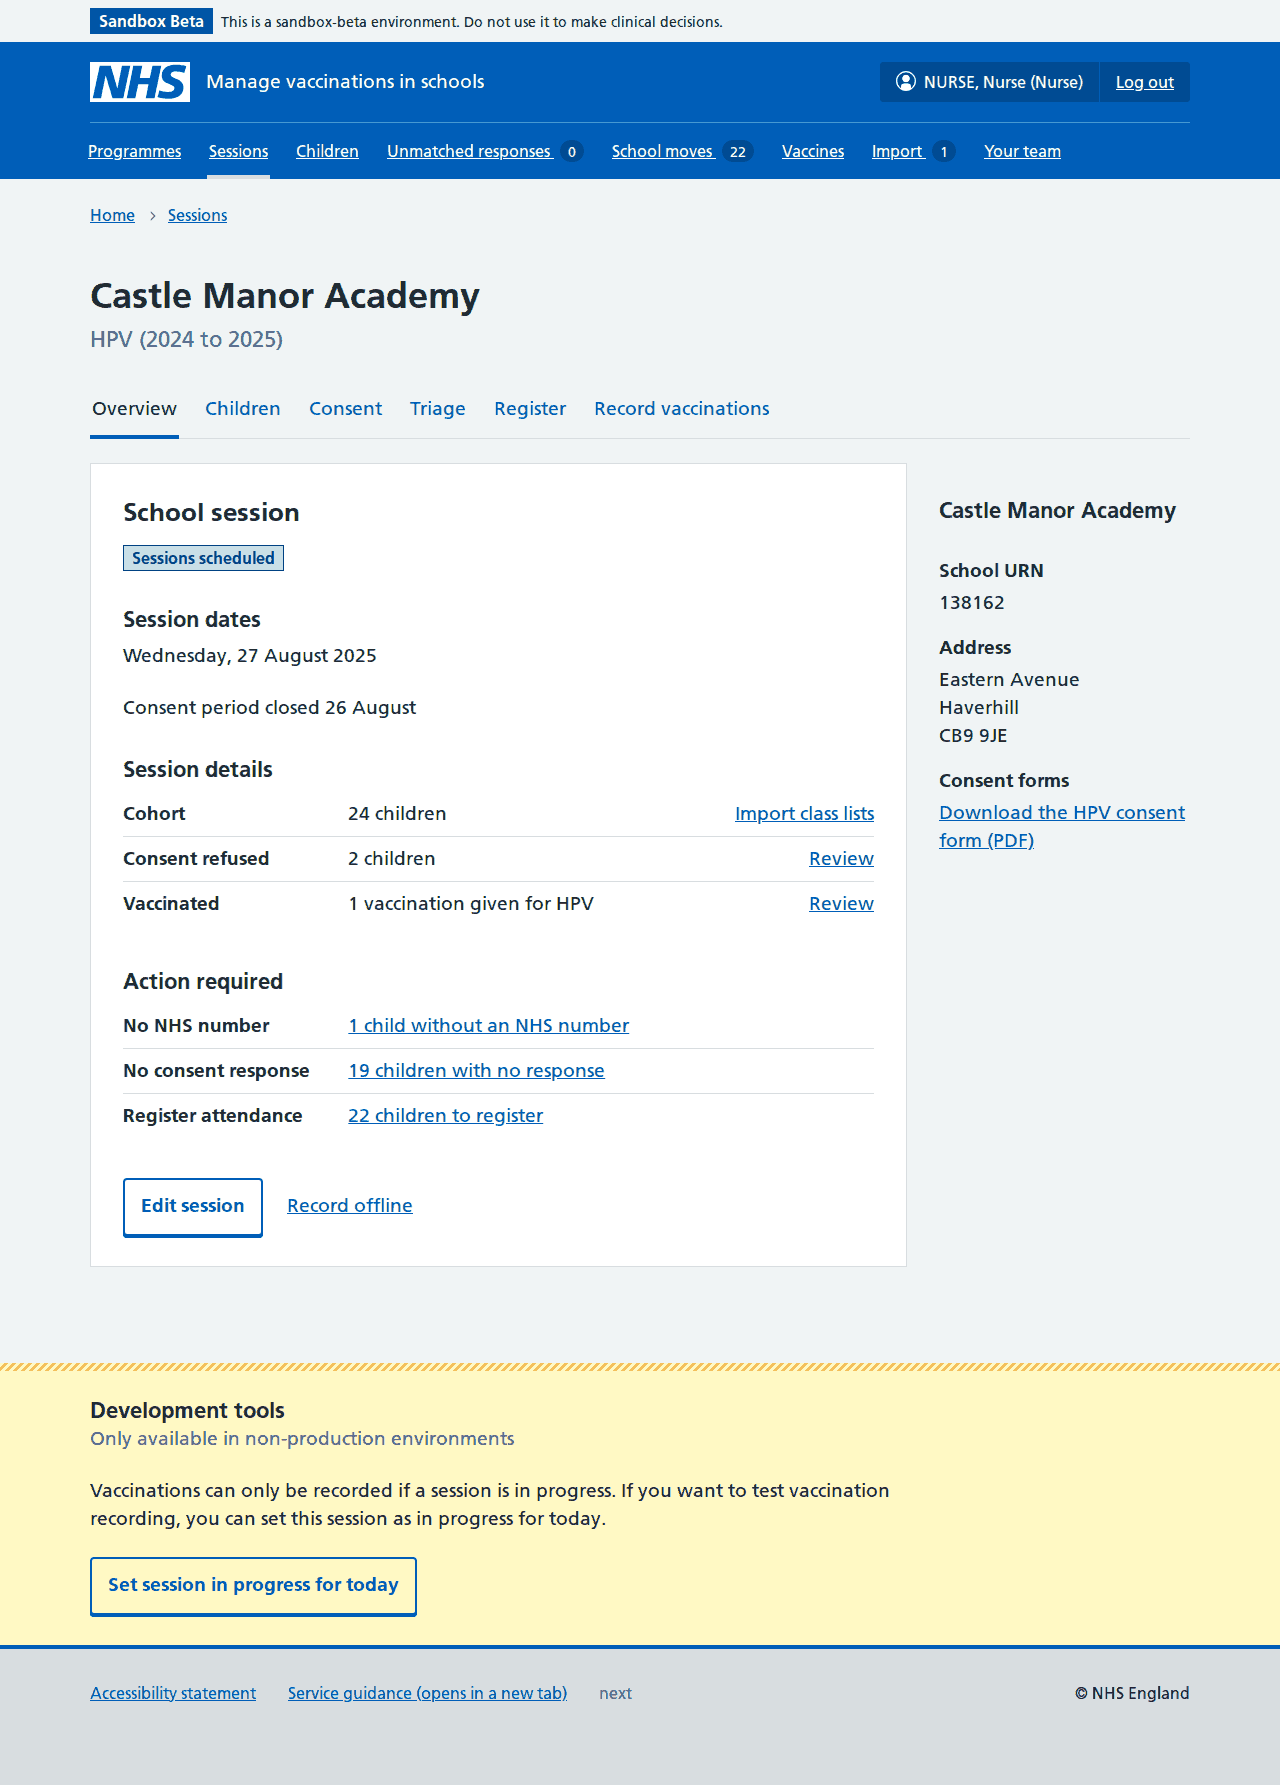 Sandbox Beta This is a sandbox-beta environment. Do not use it to make clinical decisions.
NHS Manage vaccinations in schools NURSE, Nurse (Nurse) Log out
Programmes Sessions Children Unmatched responses 0 School moves 22 Vaccines Import 1 Your team
Home Sessions
Castle Manor Academy
HPV (2024 to 2025)
Overview Children Consent Triage Register Record vaccinations
School session
Sessions scheduled
Session dates
Wednesday, 27 August 2025
Consent period closed 26 August
Session details
Cohort 24 children Import class lists
Consent refused 2 children Review
Vaccinated 1 vaccination given for HPV Review
Action required
No NHS number 1 child without an NHS number
No consent response 19 children with no response
Register attendance 22 children to register
Edit session Record offline
Castle Manor Academy
School URN
138162
Address
Eastern Avenue
Haverhill
CB9 9JE
Consent forms
Download the HPV consent
form (PDF)
Development tools
Only available in non-production environments
Vaccinations can only be recorded if a session is in progress. If you want to test vaccination
recording, you can set this session as in progress for today.
Set session in progress for today
Accessibility statement Service guidance (opens in a new tab) next © NHS England